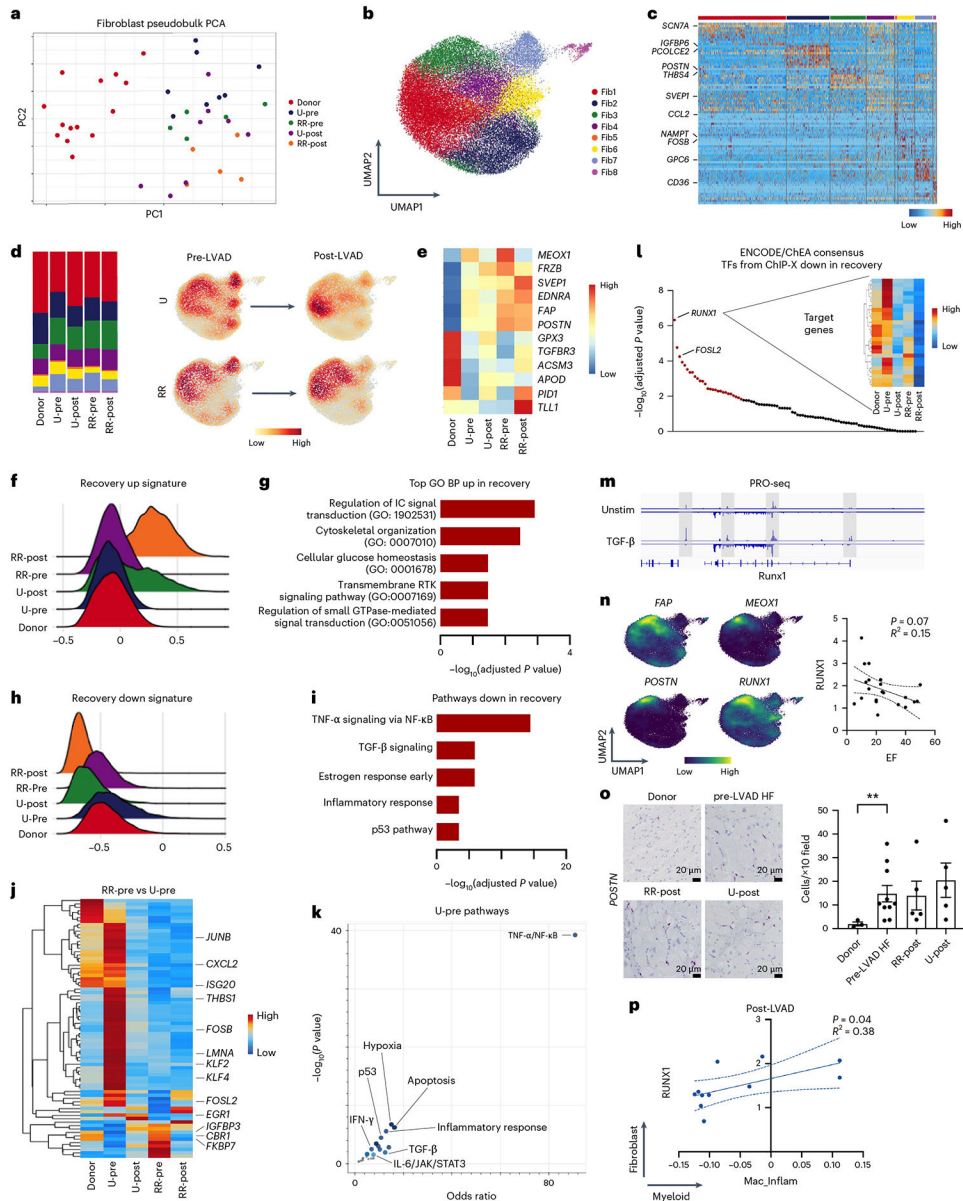 a
Fibroblast pseudobulk PCA
PC2
PC1
Donor
U-pre
RR-pre
U-post
RR-post
b
UMAP2
UMAP1
Fib1
Fib2
Fib3
Fib4
Fib5
Fib6
Fib7
Fib8
c
SCN7A
IGFBP6
PCOLCE2
POSTN
THBS4
SVEP1
CCL2
NAMPT
FOSB
GPC6
CD36
Low High
d
Pre-LVAD Post-LVAD
U
RR
Donor
U-pre
U-post
RR-pre
RR-post
Low High
e
MEOX1
FRZB
SVEP1
EDNRA
FAP
POSTN
GPX3
TGFBR3
ACSM3
APOD
PID1
TLL1
High
Low
Donor
U-pre
U-post
RR-pre
RR-post
l
ENCODE/ChEA consensus
TFs from ChIP-X down in recovery
−log10(adjusted P value)
8
6
4
2
0
RUNX1
FOSL2
Target
genes
High
Low
Donor
U-pre
U-post
RR-pre
RR-post
f
Recovery up signature
RR-post
RR-pre
U-post
U-pre
Donor
−0.5 0 0.5
g
Top GO BP up in recovery
Regulation of IC signal
transduction (GO: 1902531)
Cytoskeletal organization
(GO: 0007010)
Cellular glucose homeostasis
(GO: 0001678)
Transmembrane RTK
signaling pathway (GO:0007169)
Regulation of small GTPase-mediated
signal transduction (GO:0051056)
0 2 4
−log10(adjusted P value)
m
PRO-seq
Unstim
TGF-β
Runx1
n
FAP MEOX1
POSTN RUNX1
UMAP2
UMAP1
Low High
P = 0.07
R2 = 0.15
RUNX1
5
4
3
2
1
0
0 20 40 60
EF
h
Recovery down signature
RR-post
RR-Pre
U-post
U-Pre
Donor
−0.5 0 0.5
i
Pathways down in recovery
TNF-α signaling via NF-κB
TGF-β signaling
Estrogen response early
Inflammatory response
p53 pathway
0 10 20
−log10(adjusted P value)
o
Donor pre-LVAD HF
POSTN
20 μm 20 μm
RR-post U-post
20 μm 20 μm
**
Cells/×10 field
60
50
40
30
20
10
0
Donor
Pre-LVAD HF
RR-post
U-post
j
RR-pre vs U-pre
JUNB
CXCL2
ISG20
THBS1
FOSB
LMNA
KLF2
KLF4
FOSL2
EGR1
IGFBP3
CBR1
FKBP7
High
Low
Donor
U-pre
U-post
RR-pre
RR-post
k
U-pre pathways
40
−log10(P value)
0
TNF-α/NF-κB
Hypoxia
p53
Apoptosis
IFN-γ
Inflammatory response
TGF-β
IL-6/JAK/STAT3
0 80
Odds ratio
p
Post-LVAD
P = 0.04
R2 = 0.38
RUNX1
3
2
1
−0.15 −0.10 −0.05 0 0.05 0.10 0.15
Mac_Inflam
Fibroblast
Myeloid